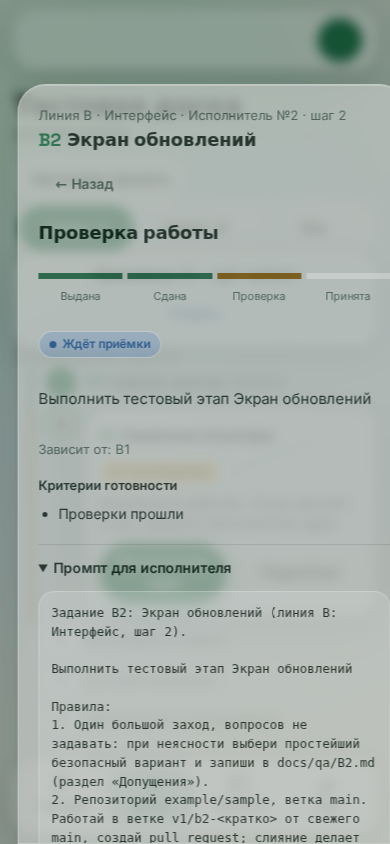 Линия B · Интерфейс · Исполнитель №2 · шаг 2
B2 Экран обновлений
← Назад
Проверка работы
Выдана Сдана Проверка Принята
Ждёт приёмки
Выполнить тестовый этап Экран обновлений
Зависит от: B1
Критерии готовности
• Проверки прошли
▼ Промпт для исполнителя
Задание B2: Экран обновлений (линия B:
Интерфейс, шаг 2).
Выполнить тестовый этап Экран обновлений
Правила:
1. Один большой заход, вопросов не
задавать: при неясности выбери простейший
безопасный вариант и запиши в docs/qa/B2.md
(раздел «Допущения»).
2. Репозиторий example/sample, ветка main.
Работай в ветке v1/b2-<кратко> от свежего
main, создай pull request; слияние делает